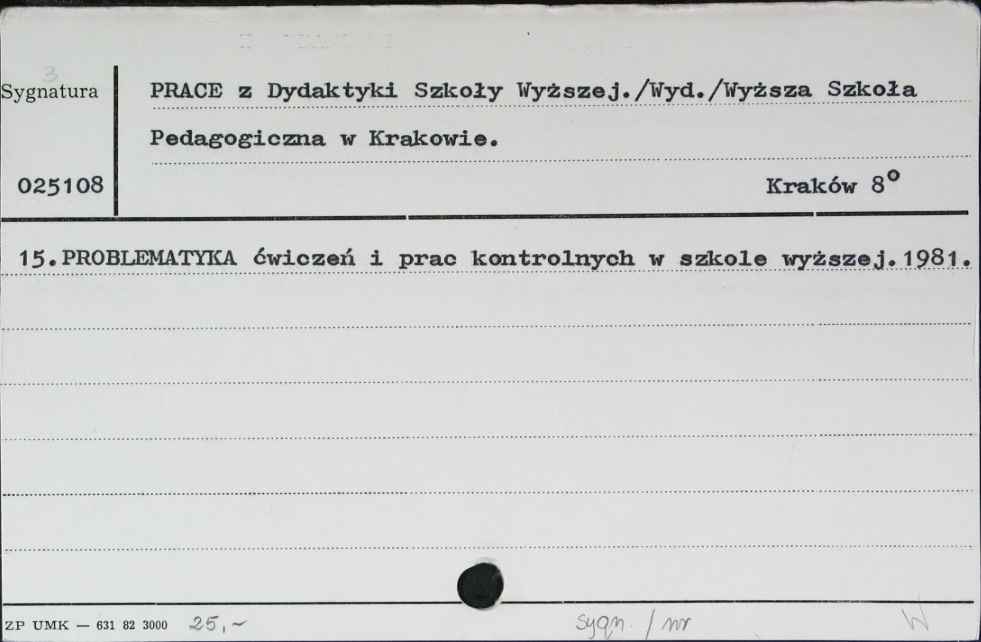 3
Sygnatura
PRACE z Dydaktyki Szkoły Wyższej./Wyd./Wyższa Szkoła
Pedagogiczna w Krakowie.
025108
Kraków 8°
15.PROBLEMATYKA ćwiczeń i prac kontrolnych w szkole wyższej.1981.
ZP UMK — 631 82 3000 25,- sygn. / nr W